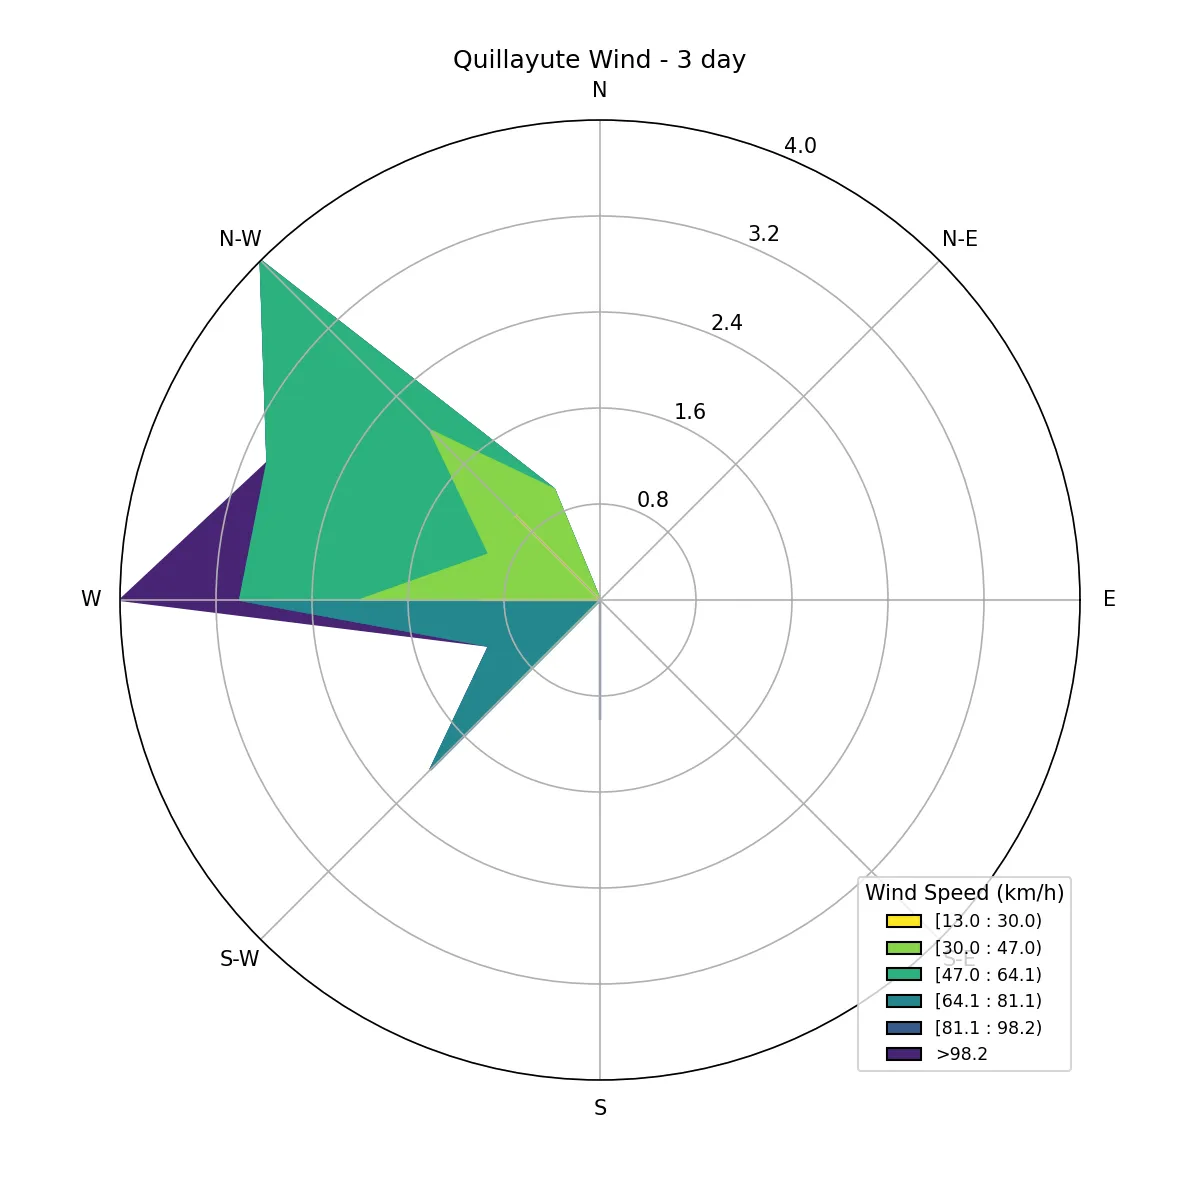 Quillayute Wind - 3 day
N
4.0
N-W
3.2
N-E
2.4
1.6
0.8
W
E
S-W
S-E
S
Wind Speed (km/h)
[13.0 : 30.0)
[30.0 : 47.0)
[47.0 : 64.1)
[64.1 : 81.1)
[81.1 : 98.2)
>98.2